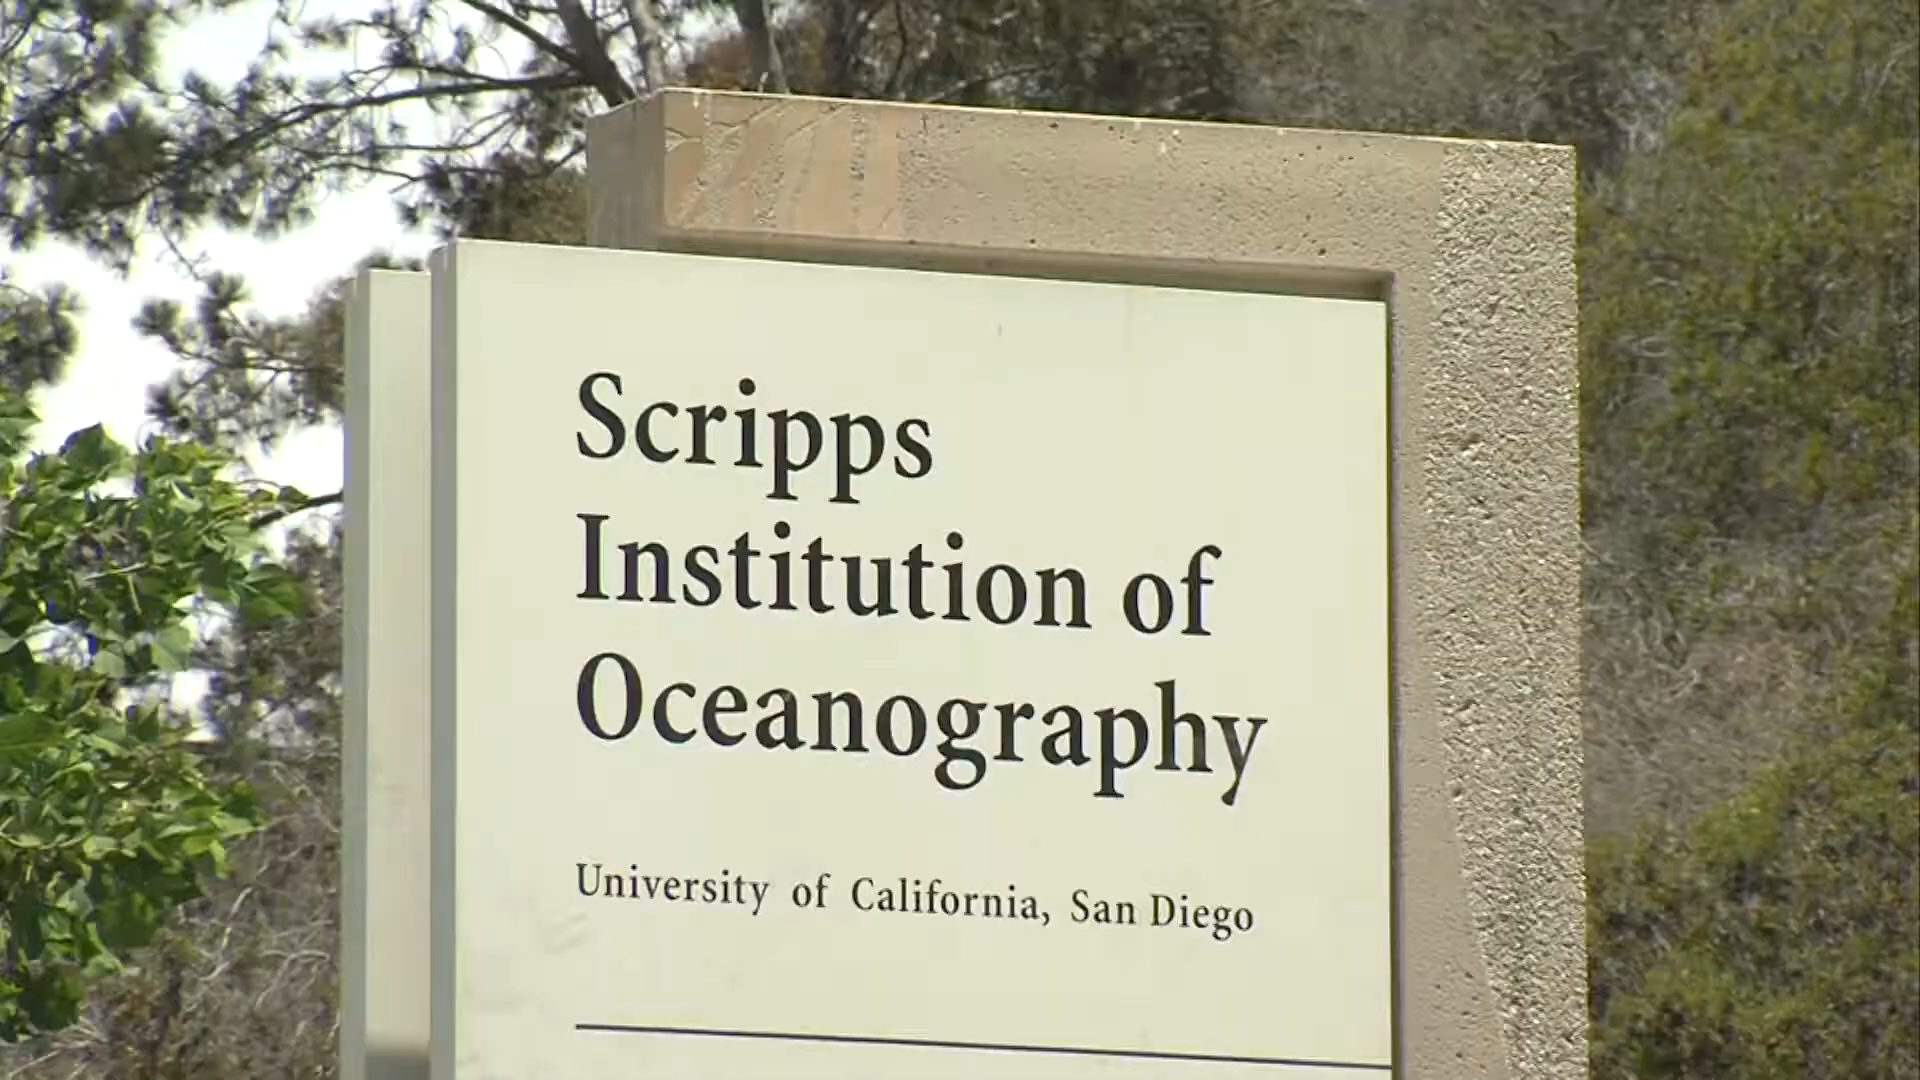 Scripps
Institution of
Oceanography
University of California, San Diego